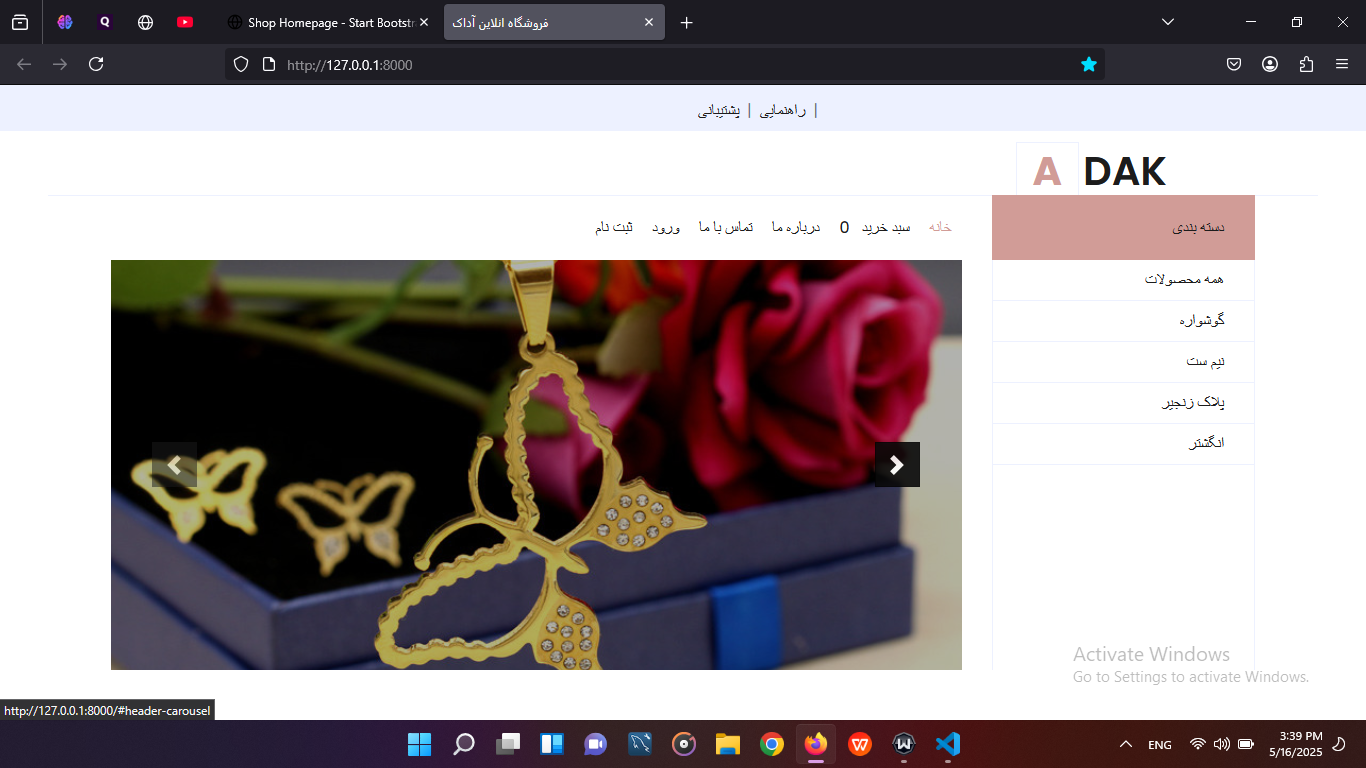 Shop Homepage - Start Bootstr
فروشگاه انلاین آداک
http://127.0.0.1:8000
| راهنمایی | پشتیبانی
A DAK
دسته بندی
خانه سبد خرید 0 درباره ما تماس با ما ورود ثبت نام
همه محصولات
گوشواره
نیم ست
پلاک زنجیر
انگشتر
Activate Windows
Go to Settings to activate Windows.
http://127.0.0.1:8000/#header-carousel
ENG
3:39 PM
5/16/2025